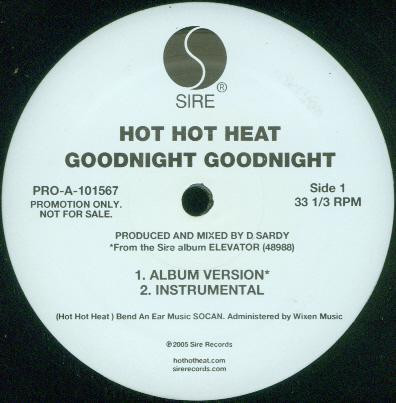 SIRE®
HOT HOT HEAT
GOODNIGHT GOODNIGHT
PRO-A-101567
PROMOTION ONLY.
NOT FOR SALE.
Side 1
33 1/3 RPM
PRODUCED AND MIXED BY D. SARDY
*From the Sire album ELEVATOR (48988)
1. ALBUM VERSION*
2. INSTRUMENTAL
(Hot Hot Heat ) Bend An Ear Music SOCAN. Administered by Wixen Music
℗2005 Sire Records
hothotheat.com
sirerecords.com